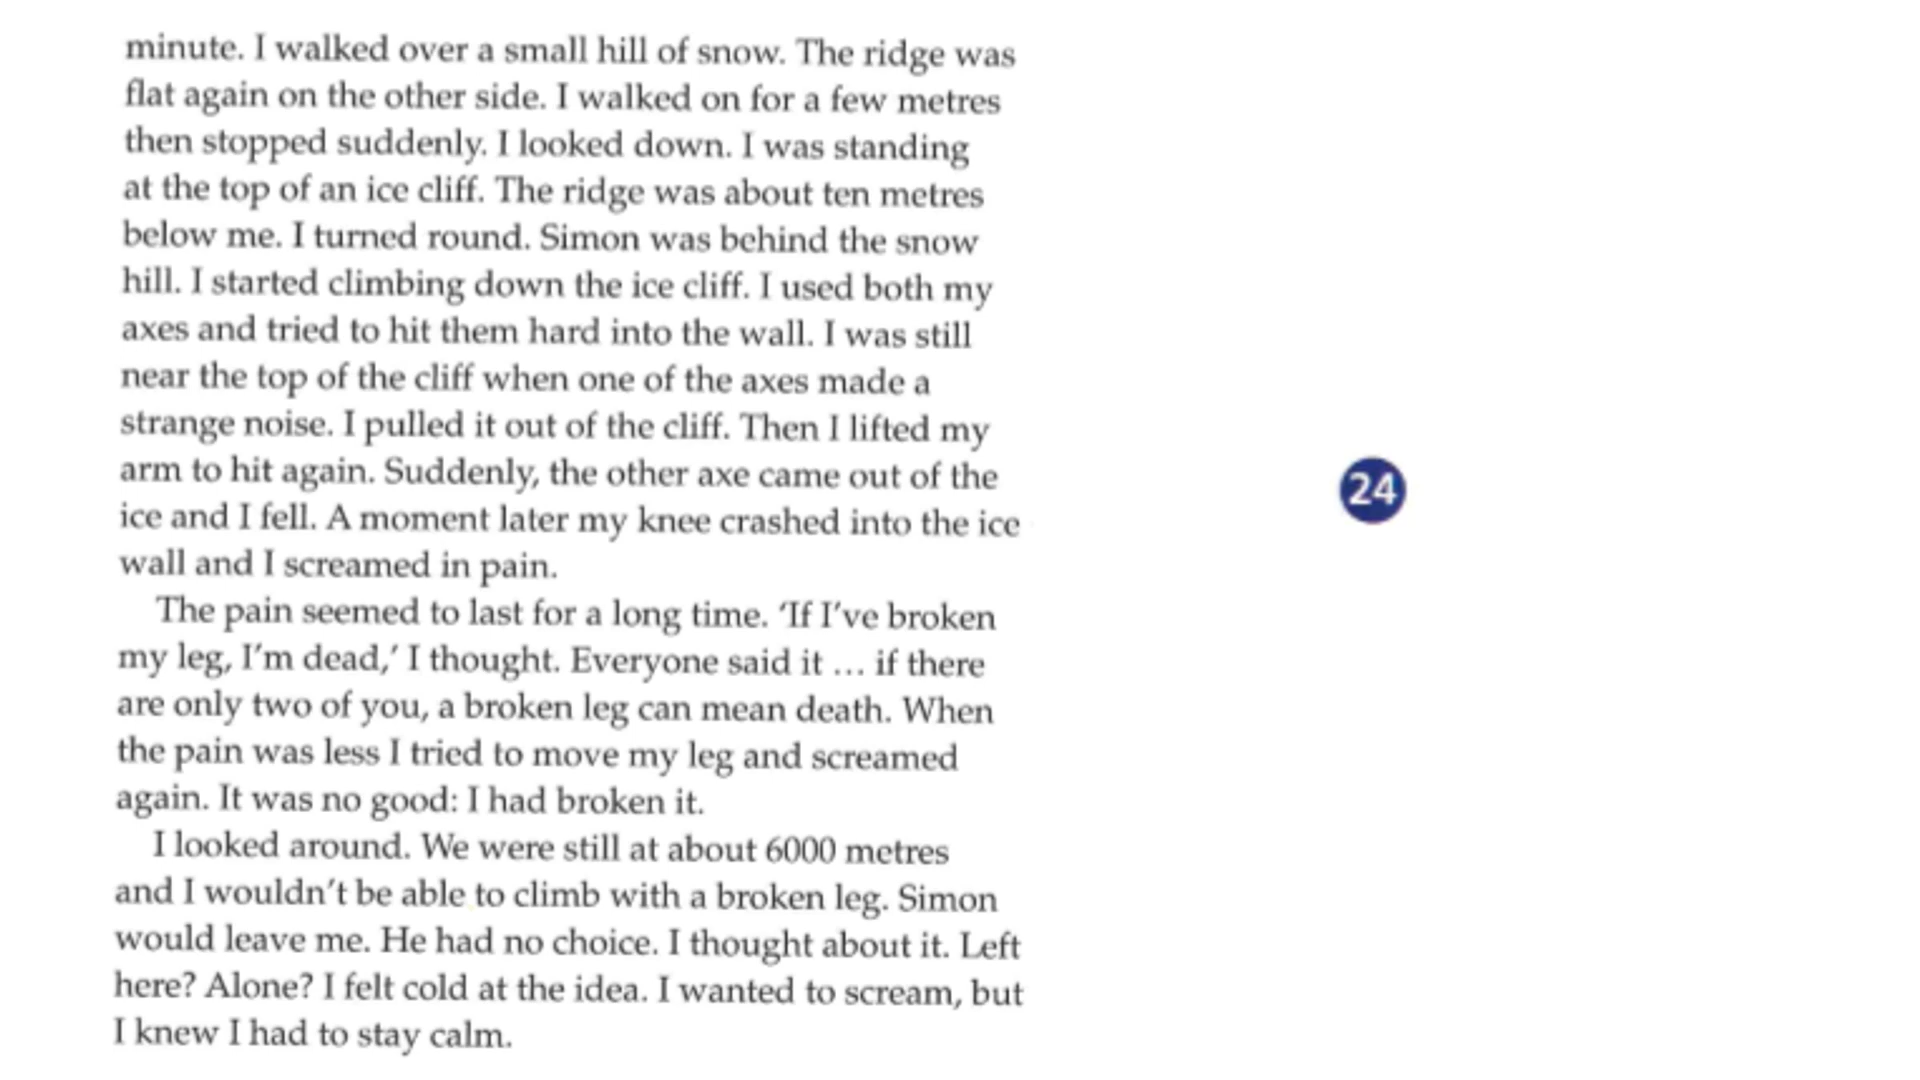 minute. I walked over a small hill of snow. The ridge was
flat again on the other side. I walked on for a few metres
then stopped suddenly. I looked down. I was standing
at the top of an ice cliff. The ridge was about ten metres
below me. I turned round. Simon was behind the snow
hill. I started climbing down the ice cliff. I used both my
axes and tried to hit them hard into the wall. I was still
near the top of the cliff when one of the axes made a
strange noise. I pulled it out of the cliff. Then I lifted my
arm to hit again. Suddenly, the other axe came out of the
ice and I fell. A moment later my knee crashed into the ice
wall and I screamed in pain.
The pain seemed to last for a long time. ‘If I’ve broken
my leg, I’m dead,’ I thought. Everyone said it … if there
are only two of you, a broken leg can mean death. When
the pain was less I tried to move my leg and screamed
again. It was no good: I had broken it.
I looked around. We were still at about 6000 metres
and I wouldn’t be able to climb with a broken leg. Simon
would leave me. He had no choice. I thought about it. Left
here? Alone? I felt cold at the idea. I wanted to scream, but
I knew I had to stay calm.
24